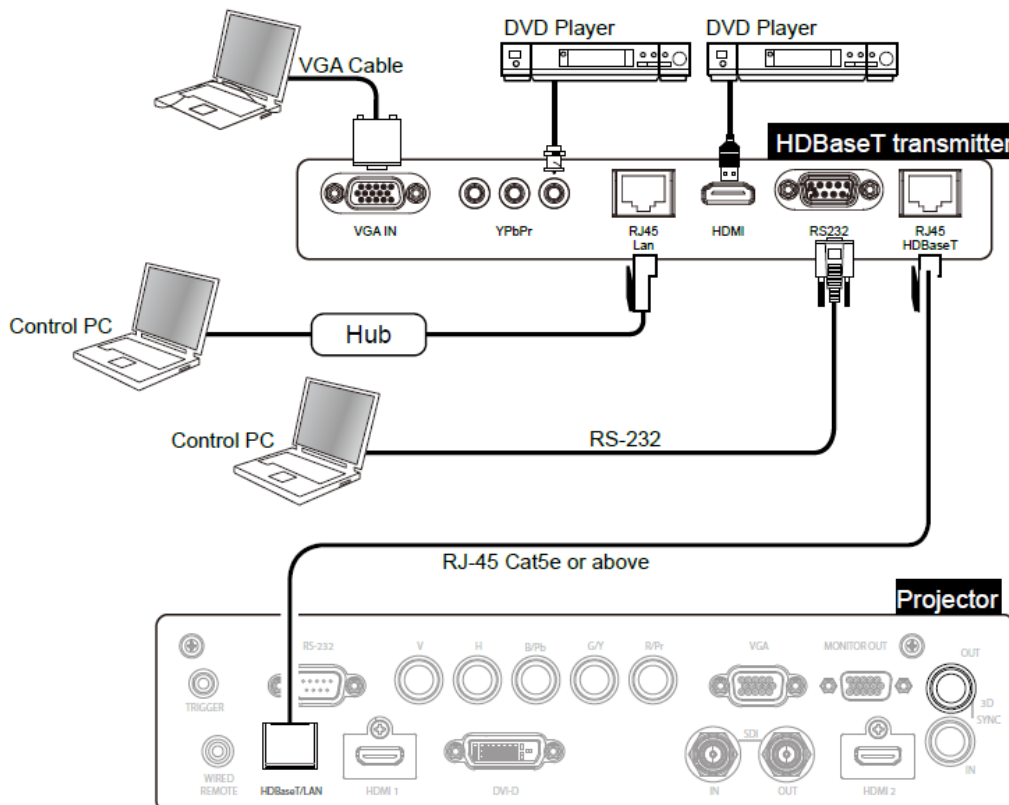 DVD Player
DVD Player
VGA Cable
HDBaseT transmitter
VGA IN
YPbPr
RJ45
Lan
HDMI
RS232
RJ45
HDBaseT
Control PC
Hub
Control PC
RS-232
RJ-45 Cat5e or above
Projector
RS-232
V
H
B/Pb
G/Y
R/Pr
VGA
MONITOR OUT
OUT
TRIGGER
3D
SYNC
SDI
WIRED
REMOTE
HDBaseT/LAN
HDMI 1
DVI-D
IN
OUT
HDMI 2
IN